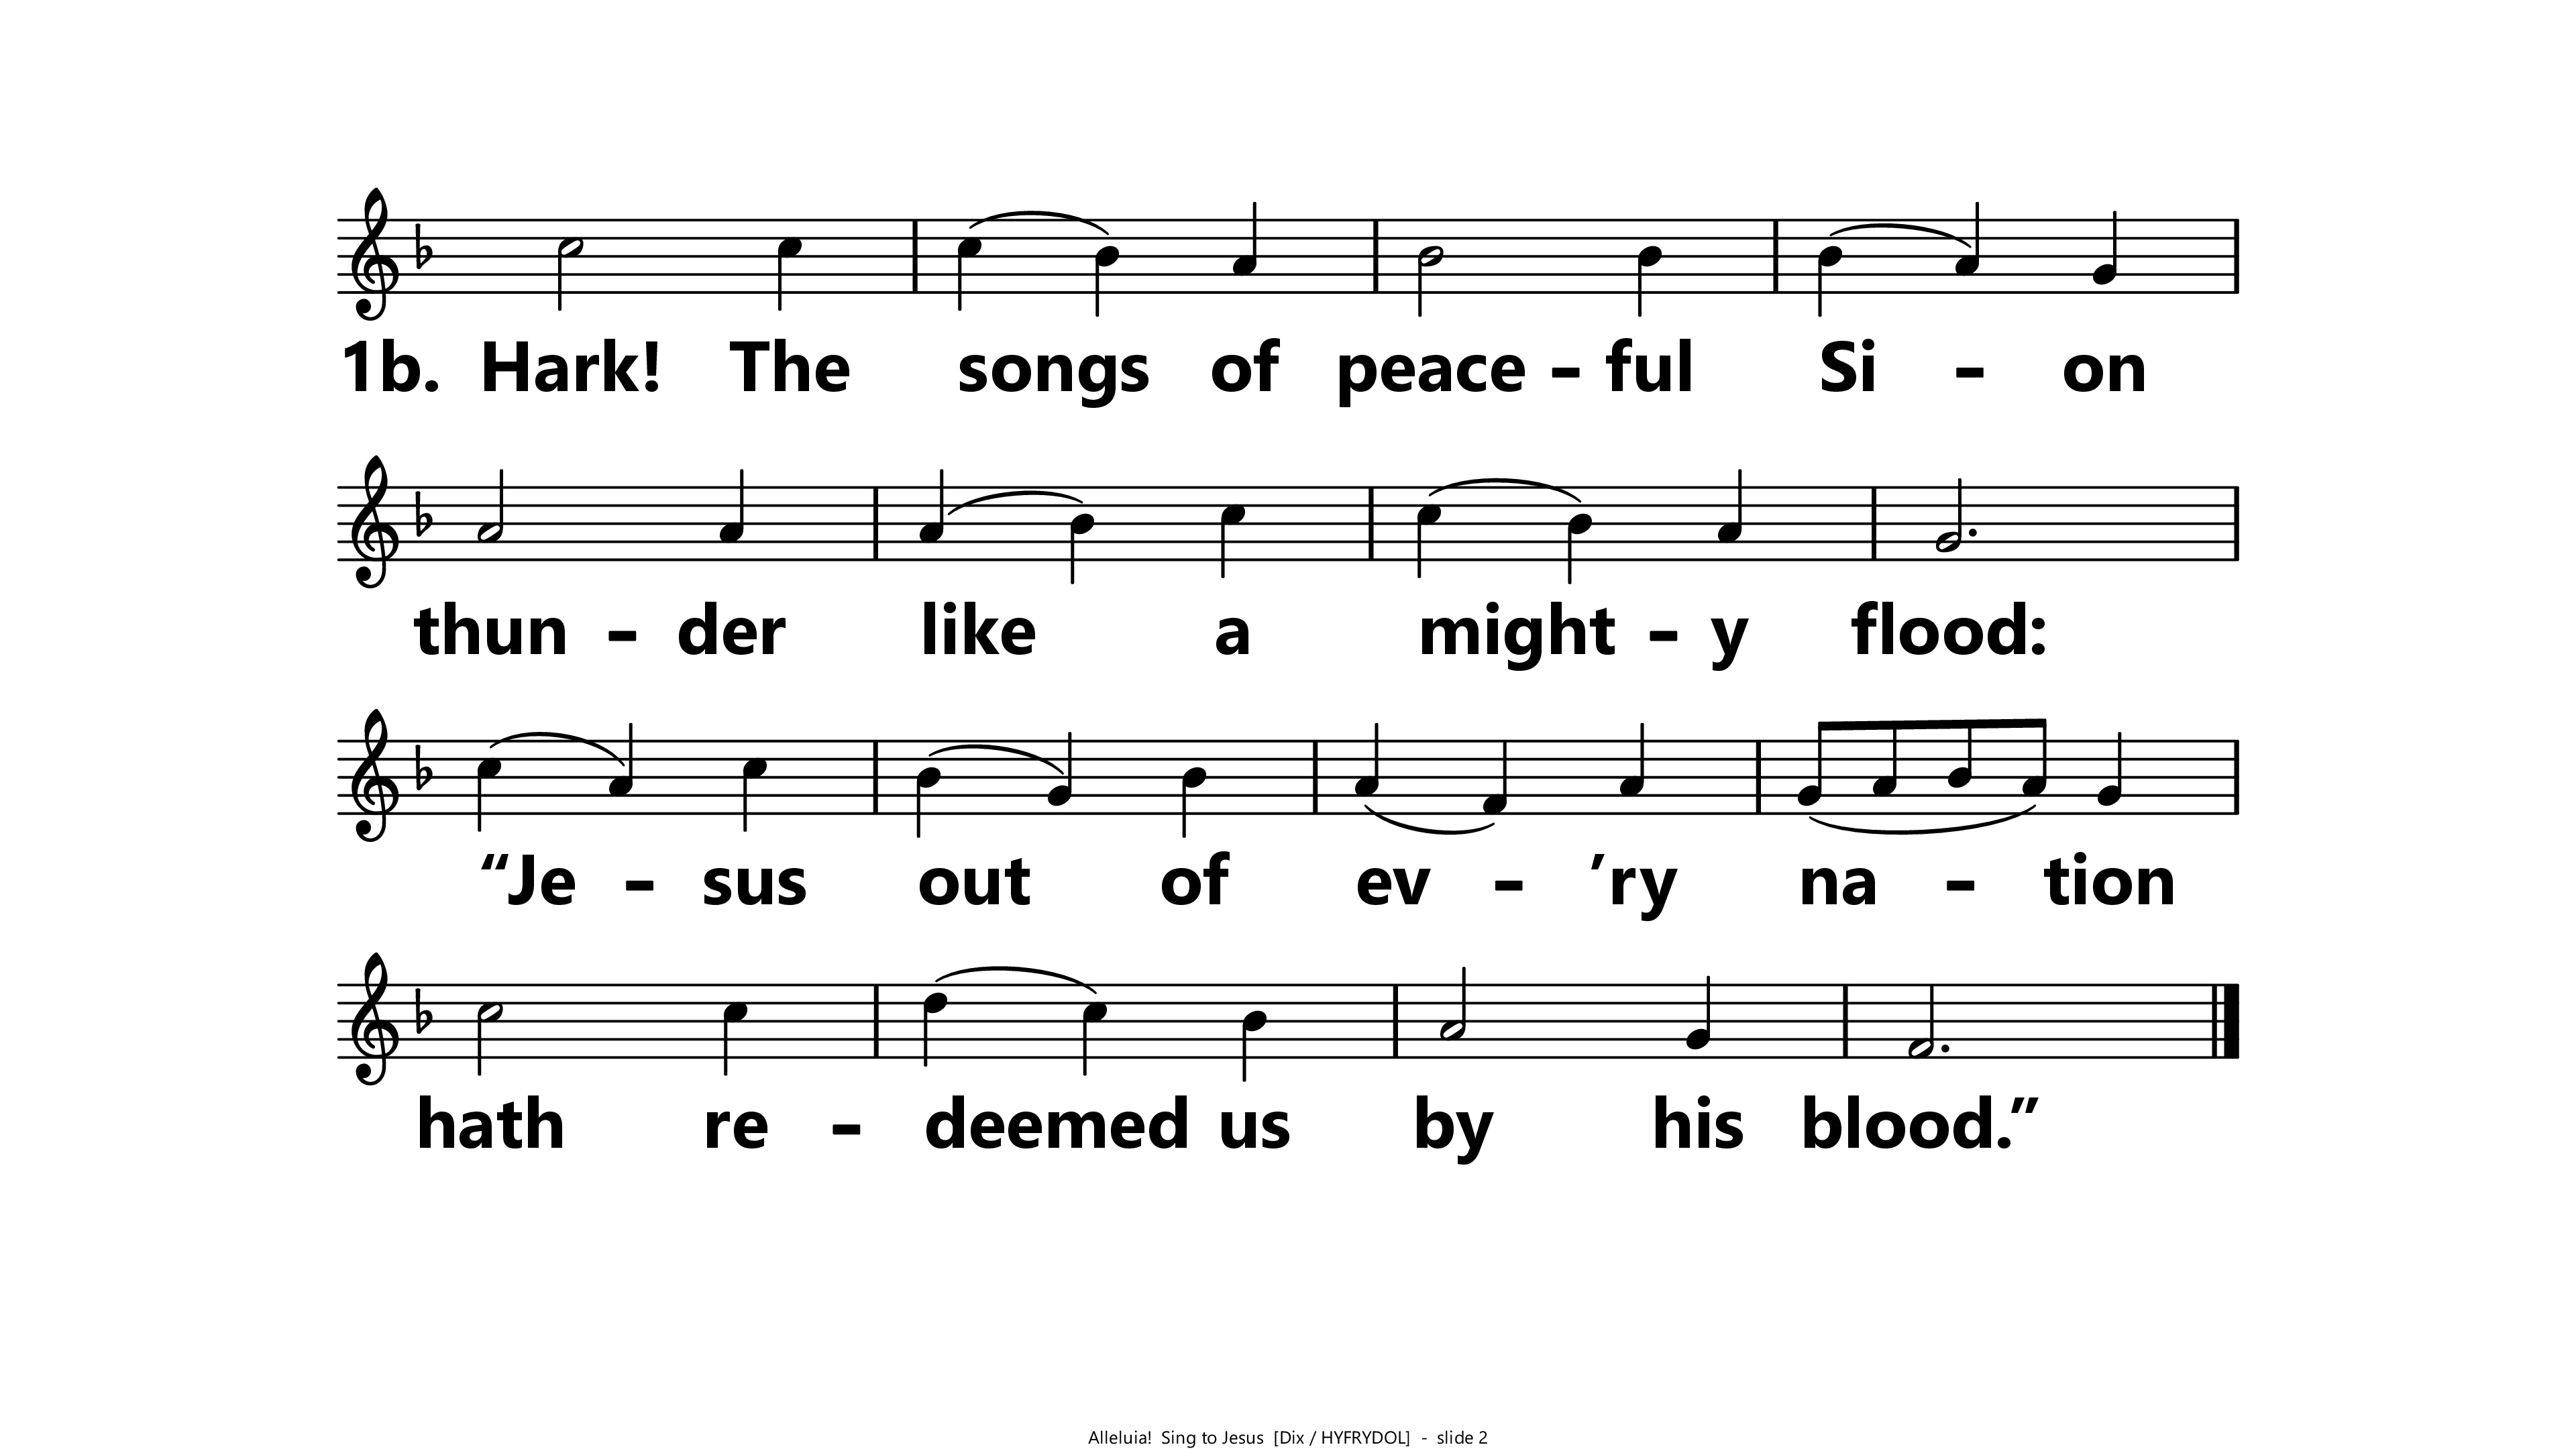 1b. Hark! The songs of peace - ful Si - on
thun - der like a might - y flood:
“Je - sus out of ev - ’ry na - tion
hath re - deemed us by his blood.”
Alleluia! Sing to Jesus [Dix / HYFRYDOL] - slide 2